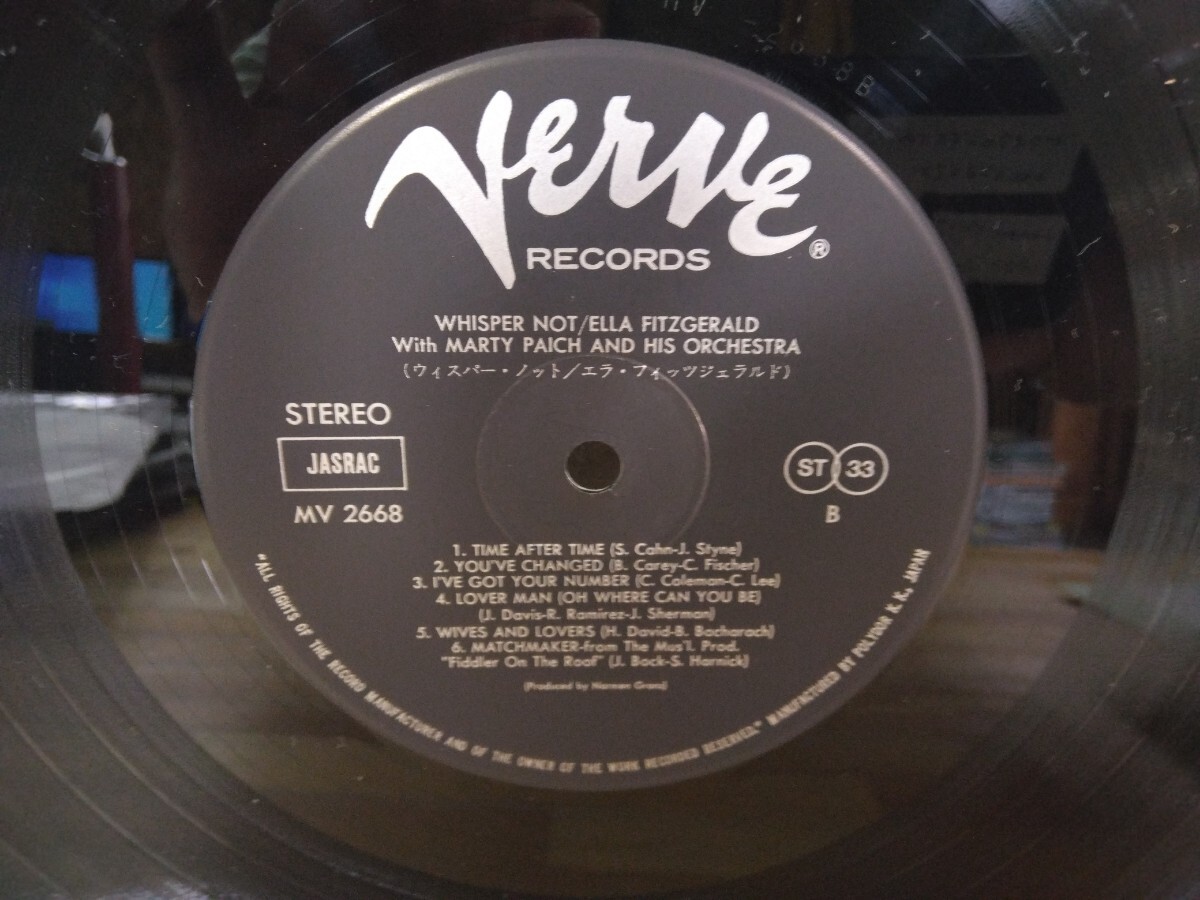 Verve
RECORDS ®
WHISPER NOT/ELLA FITZGERALD
With MARTY PAICH AND HIS ORCHESTRA
(ウィスパー・ノット/エラ・フィッツジェラルド)
STEREO
JASRAC
MV 2668
ST 33
B
1. TIME AFTER TIME (S. Cahn-J. Styne)
2. YOU'VE CHANGED (B. Carey-C. Fischer)
3. I'VE GOT YOUR NUMBER (C. Coleman-C. Lee)
4. LOVER MAN (OH WHERE CAN YOU BE)
(J. Davis-R. Ramirez-J. Sherman)
5. WIVES AND LOVERS (H. David-B. Bacharach)
6. MATCHMAKER-from The Mus'l. Prod.
"Fiddler On The Roof" (J. Bock-S. Harnick)
(Produced by Norman Granz)
"ALL RIGHTS OF THE RECORD MANUFACTURER AND OF THE OWNER OF THE WORK RECORDED RESERVED." MANUFACTURED BY POLYDOR K. K., JAPAN